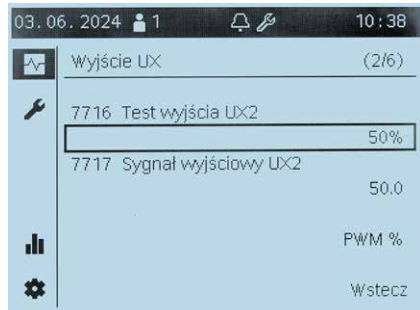 03.06.2024 1 10:38
Wyjście UX (2/6)
7716 Test wyjścia UX2
50%
7717 Sygnał wyjściowy UX2
50.0
PWM %
Wstecz